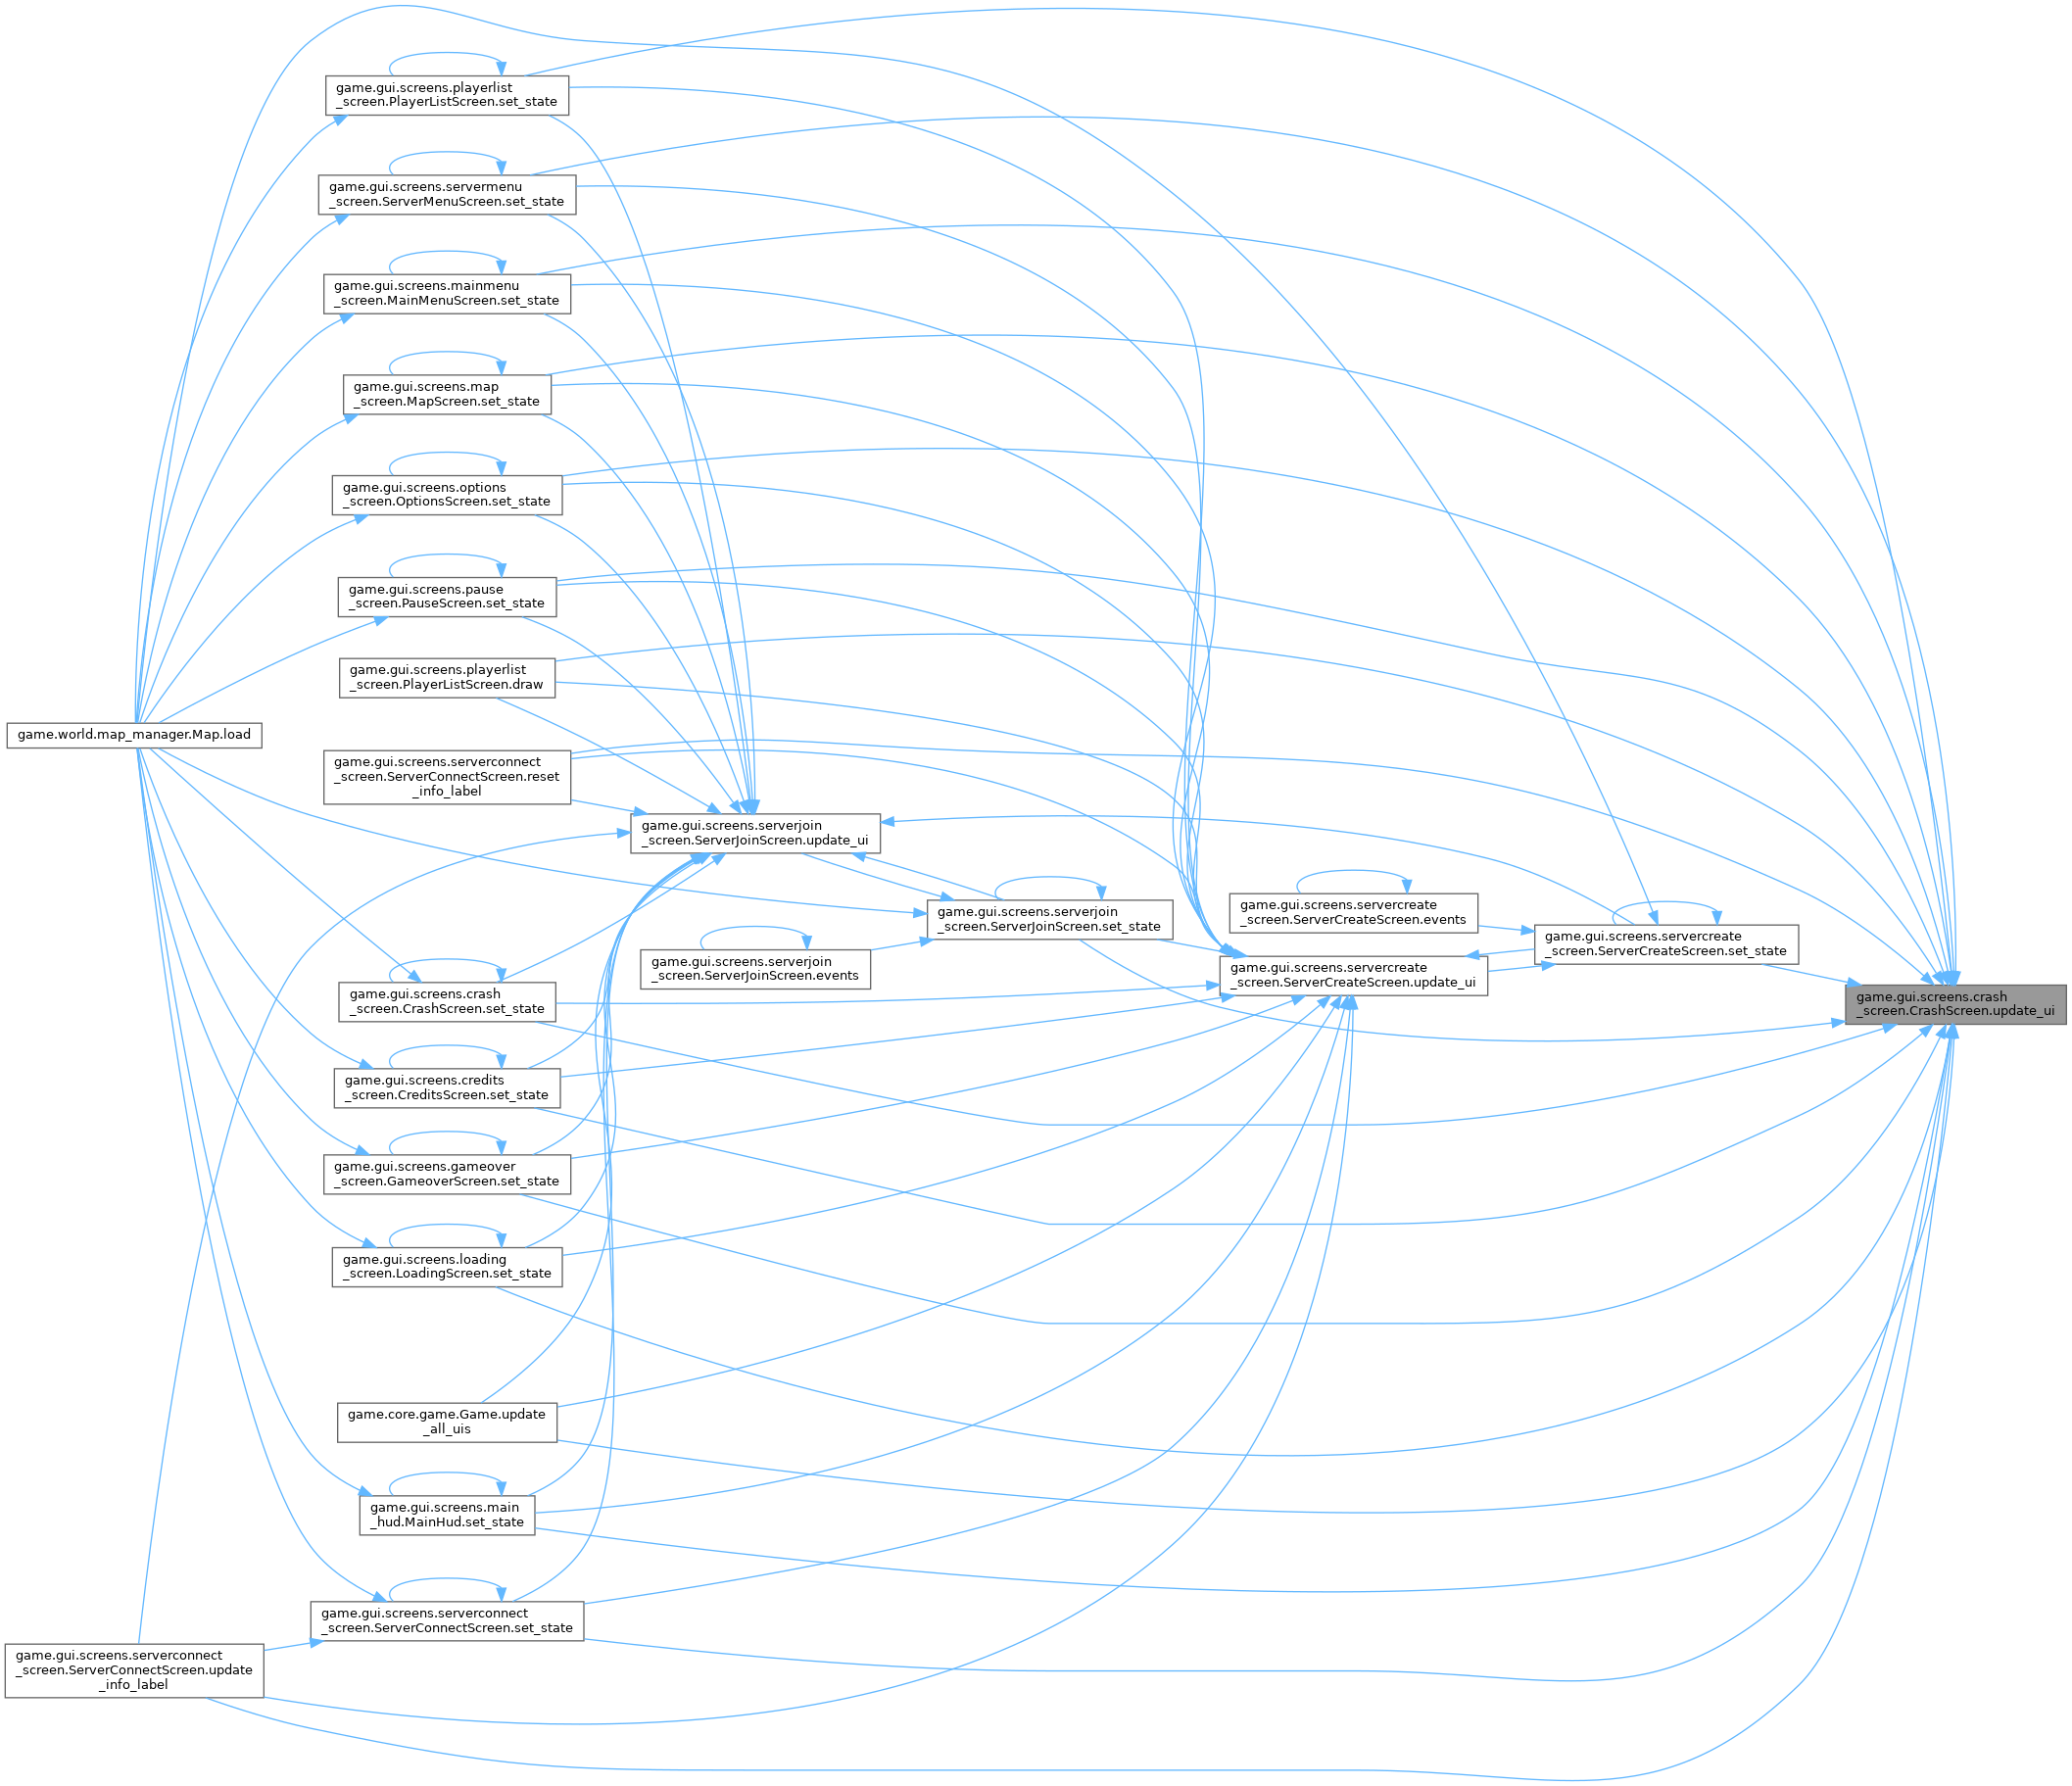 game.gui.screens.playerlist
_screen.PlayerListScreen.set_state
game.gui.screens.servermenu
_screen.ServerMenuScreen.set_state
game.gui.screens.mainmenu
_screen.MainMenuScreen.set_state
game.gui.screens.map
_screen.MapScreen.set_state
game.gui.screens.options
_screen.OptionsScreen.set_state
game.gui.screens.pause
_screen.PauseScreen.set_state
game.gui.screens.playerlist
_screen.PlayerListScreen.draw
game.world.map_manager.Map.load
game.gui.screens.serverconnect
_screen.ServerConnectScreen.reset
_info_label
game.gui.screens.serverjoin
_screen.ServerJoinScreen.update_ui
game.gui.screens.servercreate
_screen.ServerCreateScreen.events
game.gui.screens.serverjoin
_screen.ServerJoinScreen.set_state
game.gui.screens.servercreate
_screen.ServerCreateScreen.set_state
game.gui.screens.serverjoin
_screen.ServerJoinScreen.events
game.gui.screens.servercreate
_screen.ServerCreateScreen.update_ui
game.gui.screens.crash
_screen.CrashScreen.set_state
game.gui.screens.crash
_screen.CrashScreen.update_ui
game.gui.screens.credits
_screen.CreditsScreen.set_state
game.gui.screens.gameover
_screen.GameoverScreen.set_state
game.gui.screens.loading
_screen.LoadingScreen.set_state
game.core.game.Game.update
_all_uis
game.gui.screens.main
_hud.MainHud.set_state
game.gui.screens.serverconnect
_screen.ServerConnectScreen.set_state
game.gui.screens.serverconnect
_screen.ServerConnectScreen.update
_info_label